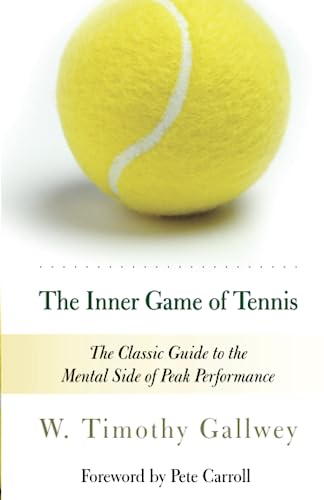 The Inner Game of Tennis
The Classic Guide to the
Mental Side of Peak Performance
W. Timothy Gallwey
Foreword by Pete Carroll